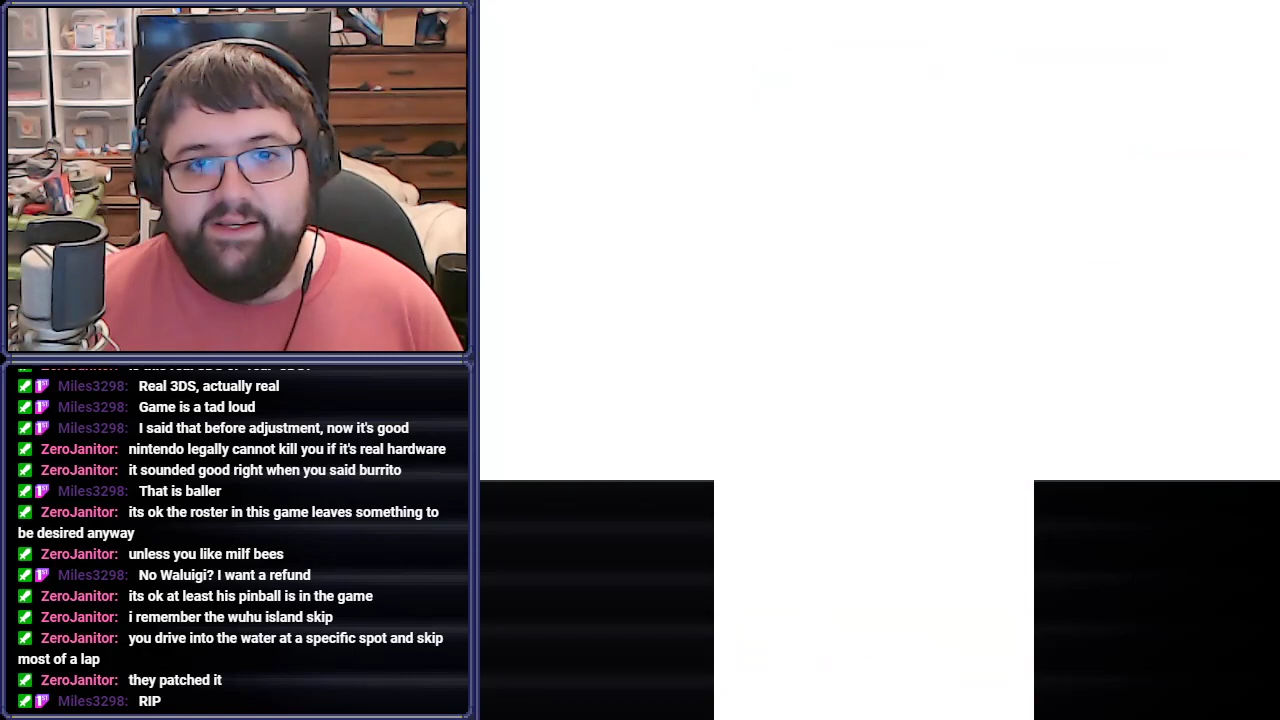 Miles3298: Real 3DS, actually real
Miles3298: Game is a tad loud
Miles3298: I said that before adjustment, now it's good
ZeroJanitor: nintendo legally cannot kill you if it's real hardware
ZeroJanitor: it sounded good right when you said burrito
Miles3298: That is baller
ZeroJanitor: its ok the roster in this game leaves something to
be desired anyway
ZeroJanitor: unless you like milf bees
Miles3298: No Waluigi? I want a refund
ZeroJanitor: its ok at least his pinball is in the game
ZeroJanitor: i remember the wuhu island skip
ZeroJanitor: you drive into the water at a specific spot and skip
most of a lap
ZeroJanitor: they patched it
Miles3298: RIP